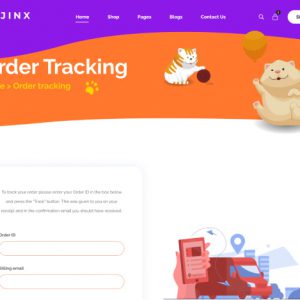 JINX
Home Shop Pages Blogs Contact Us
rder Tracking
e > Order tracking
To track your order please enter your Order ID in the box below
and press the "Track" button. This was given to you on your
receipt and in the confirmation email you should have received.
Order ID
Billing email